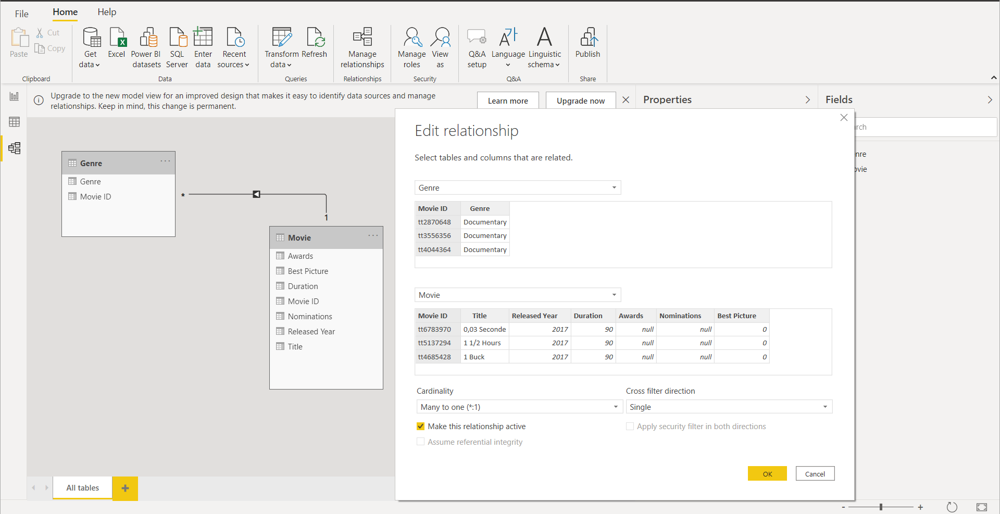 File
Home
Help
Paste
Cut
Copy
Get data
Excel
Power BI datasets
SQL Server
Enter data
Recent sources
Transform data
Refresh
Manage relationships
Manage roles
View as
Q&A setup
Language
Linguistic schema
Publish
Clipboard
Data
Queries
Relationships
Security
Q&A
Share
Upgrade to the new model view for an improved design that makes it easy to identify data sources and manage
relationships. Keep in mind, this change is permanent.
Learn more
Upgrade now
Properties
Fields
rch
nre
ovie
Genre
Genre
Movie ID
*
1
Movie
Awards
Best Picture
Duration
Movie ID
Nominations
Released Year
Title
Edit relationship
Select tables and columns that are related.
Genre
Movie ID Genre
tt2870648 Documentary
tt3556356 Documentary
tt4044364 Documentary
Movie
Movie ID Title Released Year Duration Awards Nominations Best Picture
tt6783970 0,03 Seconde 2017 90 null null 0
tt5137294 1 1/2 Hours 2017 90 null null 0
tt4685428 1 Buck 2017 90 null null 0
Cardinality
Many to one (*:1)
Cross filter direction
Single
Make this relationship active
Apply security filter in both directions
Assume referential integrity
OK
Cancel
All tables
+
- +